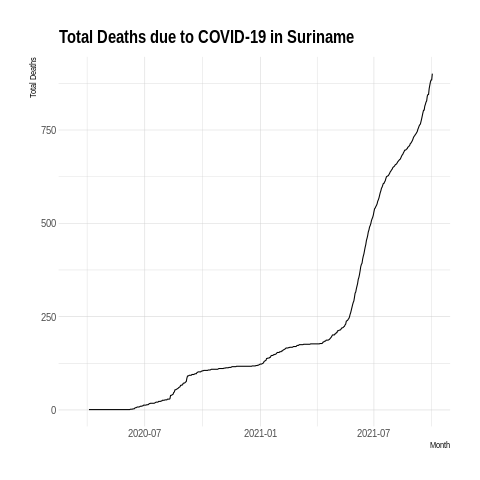 Total Deaths due to COVID-19 in Suriname
Total Deaths
750
500
250
0
2020-07
2021-01
2021-07
Month